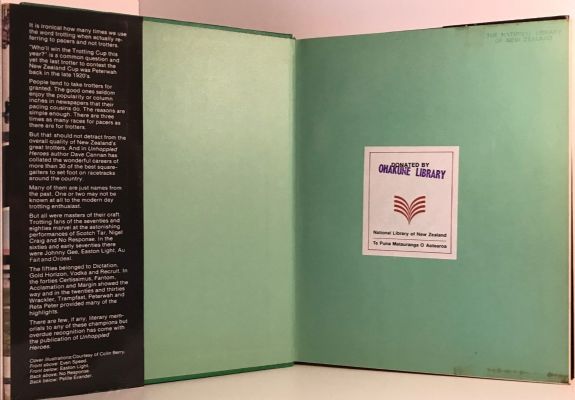 It is ironical how many times we use
the word trotting when actually re-
ferring to pacers and not trotters.
"Who'll win the Trotting Cup this
year?" is a common question and
yet the last trotter to contest the
New Zealand Cup was Peterwah
back in the late 1920's.
People tend to take trotters for
granted. The good ones seldom
enjoy the popularity or column
inches in newspapers that their
pacing cousins do. The reasons are
simple enough. There are three
times as many races for pacers as
there are for trotters.
But that should not detract from the
overall quality of New Zealand's
great trotters. And in Unhoppled
Heroes author Dave Cannan has
collated the wonderful careers of
more than 30 of the best square-
gaiters to set foot on racetracks
around the country.
Many of them are just names from
the past. One or two may not be
known at all to the modern day
trotting enthusiast.
But all were masters of their craft.
Trotting fans of the seventies and
eighties marvel at the astonishing
performances of Scotch Tar, Nigel
Craig and No Response. In the
sixties and early seventies there
were Johnny Gee, Easton Light, Au
Fait and Ordeal.
The fifties belonged to Dictation,
Gold Horizon, Vodka and Recruit. In
the forties Certissimus, Fantom,
Acclimation and Margin showed the
way and in the twenties and thirties
Wrackler, Trampfast, Peterwah and
Reta Peter provided many of the
highlights.
There are few, if any, literary mem-
orials to any of these champions but
overdue recognition has come with
the publication of Unhoppled
Heroes.
Cover illustrations: Courtesy of Colin Berry.
Front above: Even Speed.
Front below: Easton Light.
Back above: No Response.
Back below: Petite Evander.
THE NATIONAL LIBRARY
OF NEW ZEALAND
DONATED BY
OHAKUNE LIBRARY
National Library of New Zealand
Te Puna Matauranga O Aotearoa